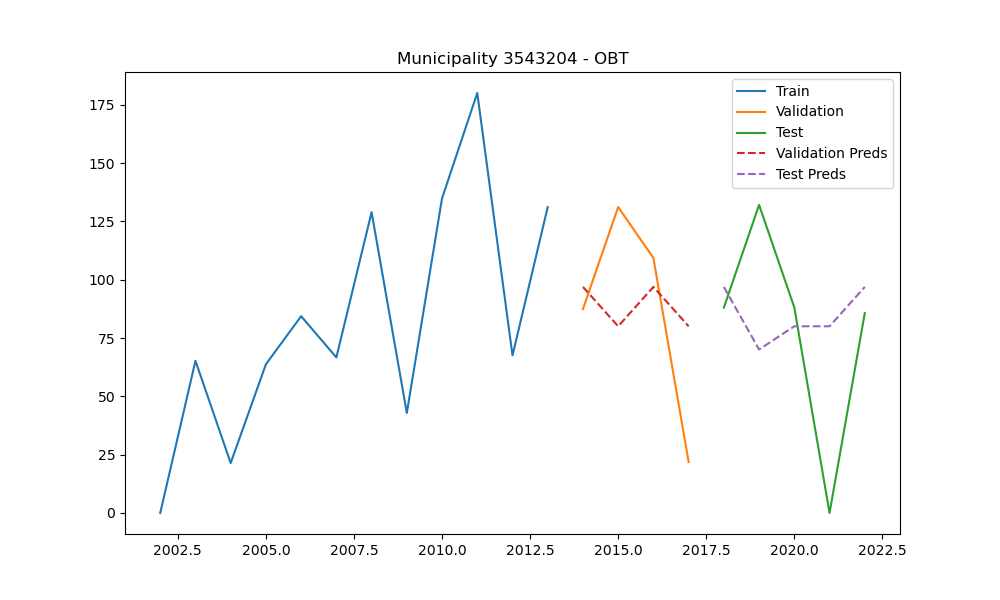 Municipality 3543204 - OBT
Train
Validation
Test
Validation Preds
Test Preds
175
150
125
100
75
50
25
0
2002.5 2005.0 2007.5 2010.0 2012.5 2015.0 2017.5 2020.0 2022.5